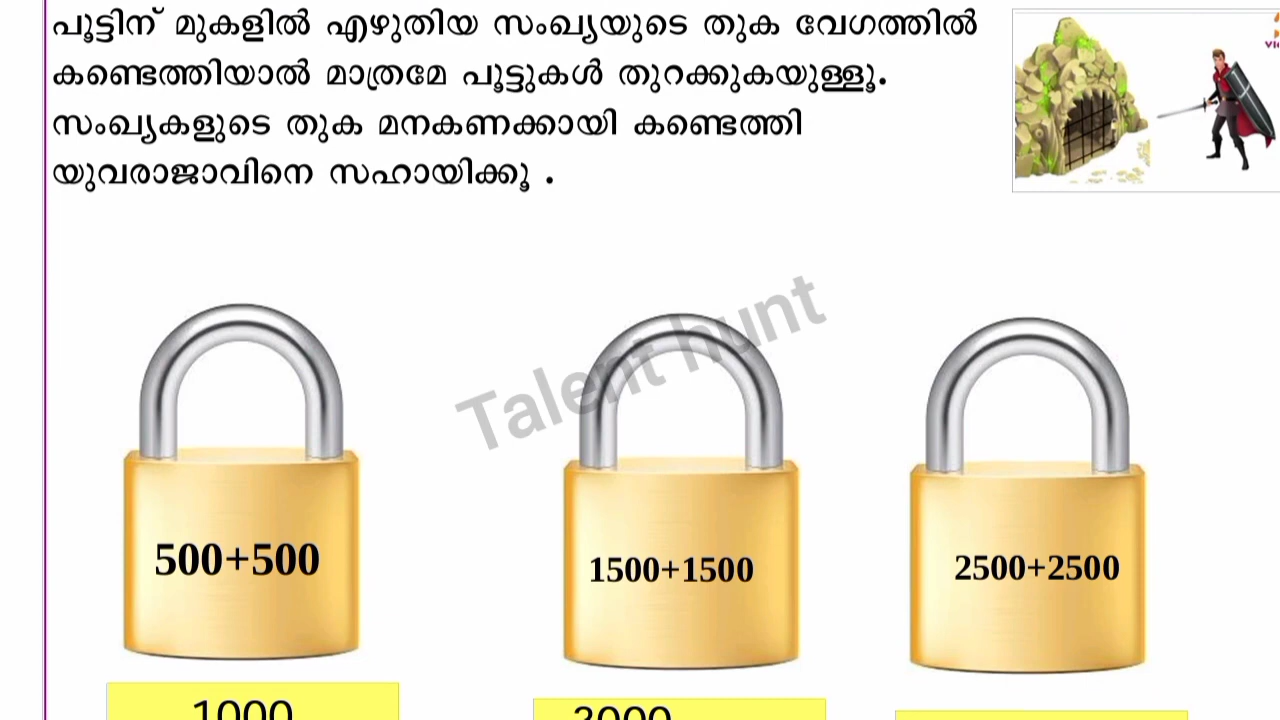 പൂട്ടിന് മുകളിൽ എഴുതിയ സംഖ്യയുടെ തുക വേഗത്തിൽ
കണ്ടെത്തിയാൽ മാത്രമേ പൂട്ടുകൾ തുറക്കുകയുള്ളൂ.
സംഖ്യകളുടെ തുക മനകണക്കായി കണ്ടെത്തി
യുവരാജാവിനെ സഹായിക്കൂ .
Talent hunt
500+500
1500+1500
2500+2500
1000
3000